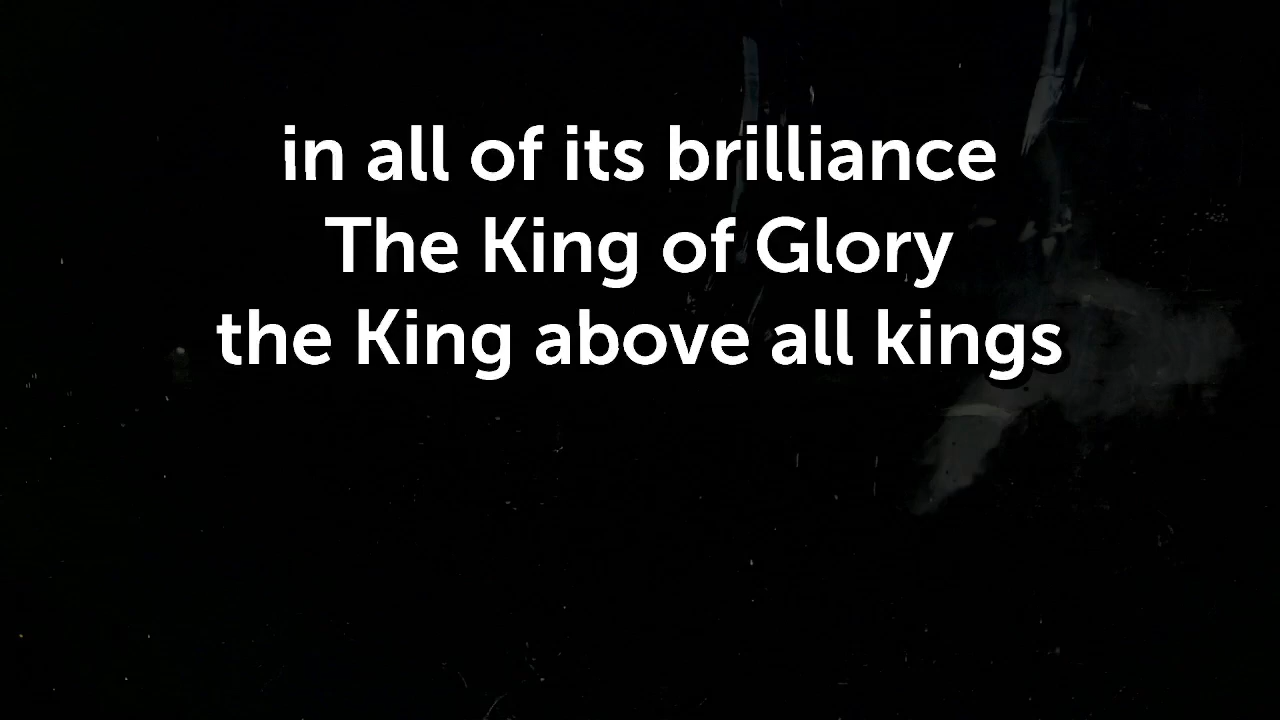 in all of its brilliance
The King of Glory
the King above all kings